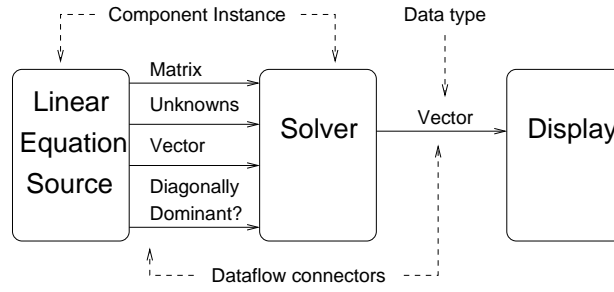 Component Instance
Data type
Linear
Equation
Source
Matrix
Unknowns
Vector
Diagonally
Dominant?
Solver
Vector
Display
Dataflow connectors